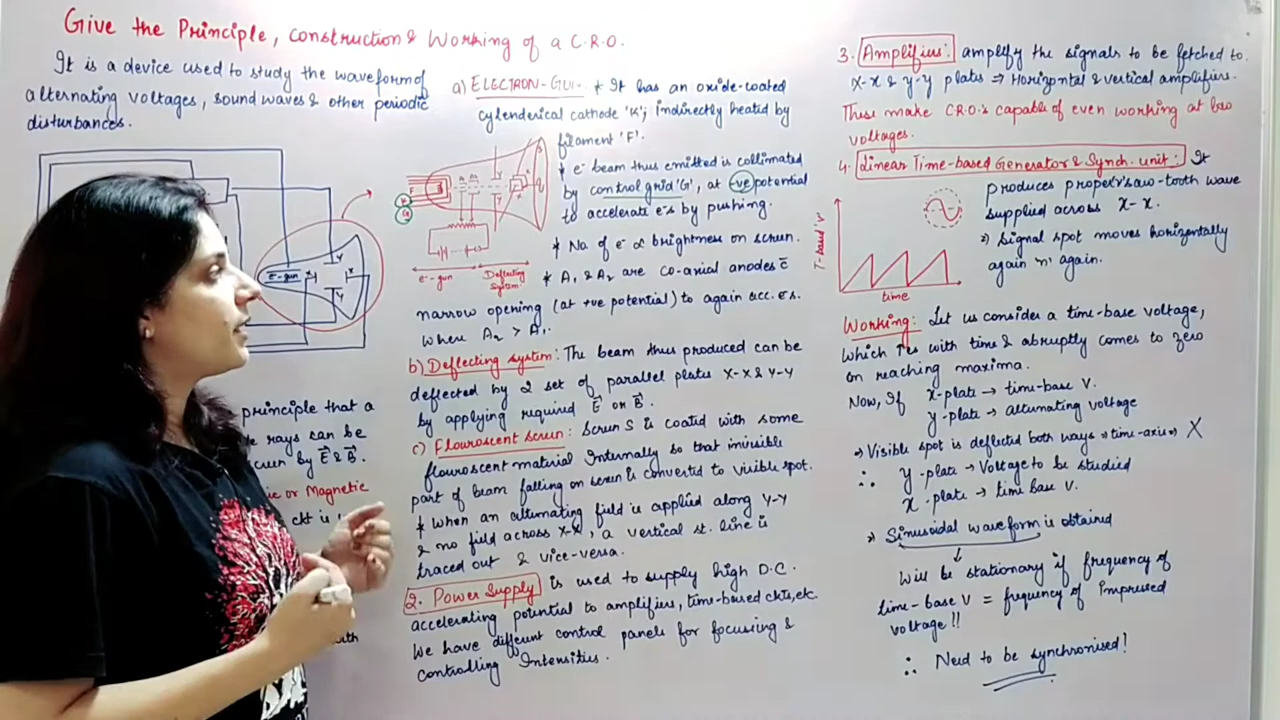 Give the Principle, construction & Working of a C.R.O.
It is a device used to study the waveform of
alternating voltages, sound waves & other periodic
disturbances.
e⁻-gun
Y
X
Y
principle that a
rays can be
by E⃗ & B⃗.
or Magnetic
ckt is
with
a) ELECTRON-GUN * It has an oxide-coated
cylenderical cathode 'K'; indirectly heated by
filament 'F'.
* e⁻ beam thus emitted is collimated
by control grid 'G', at -ve potential
to accelerate e⁻s by pushing.
* No. of e⁻ ∝ brightness on screen.
* A₁ & A₂ are co-axial anodes c̄
narrow opening (at +ve potential) to again acc. e⁻s.
where A₂ > A₁.
e⁻-gun
Deflecting
System
b) Deflecting system: The beam thus produced can be
deflected by 2 set of parallel plates X-X & Y-Y
by applying required E⃗ or B⃗.
c) Flouroscent screen: Screen S is coated with some
flouroscent material Internally so that invisible
part of beam falling on screen is converted to visible spot.
* When an alternating field is applied along Y-Y
& no field across X-X, a vertical st. line is
traced out & vice-versa.
2. Power Supply is used to supply high D.C.
accelerating potential to amplifiers, time-based ckts, etc.
We have different control panels for focusing &
controlling Intensities.
3. Amplifiers: amplify the signals to be fetched to
X-X & Y-Y plates ⇒ Horizontal & vertical amplifiers.
These make C.R.O.'s capable of even working at low
voltages.
4. Linear Time-based Generator & Synch. unit: It
produces proper saw-tooth wave
supplied across X-X.
⇒ Signal spot moves horizontally
again 'n' again.
T-based V
time
Working: Let us consider a time-base voltage,
which ↑es with time & abruptly comes to zero
on reaching maxima.
Now, If X-plate → time-base V.
Y-plate → alternating voltage
⇒ Visible spot is deflected both ways ⇒ time-axis ⇒ X
∴ Y-plate → Voltage to be studied
X-plate → time base V.
⇒ Sinusoidal waveform is obtained
↓
Will be stationary if frequency of
time-base V = frequency of Impressed
voltage!!
∴ Need to be synchronised!